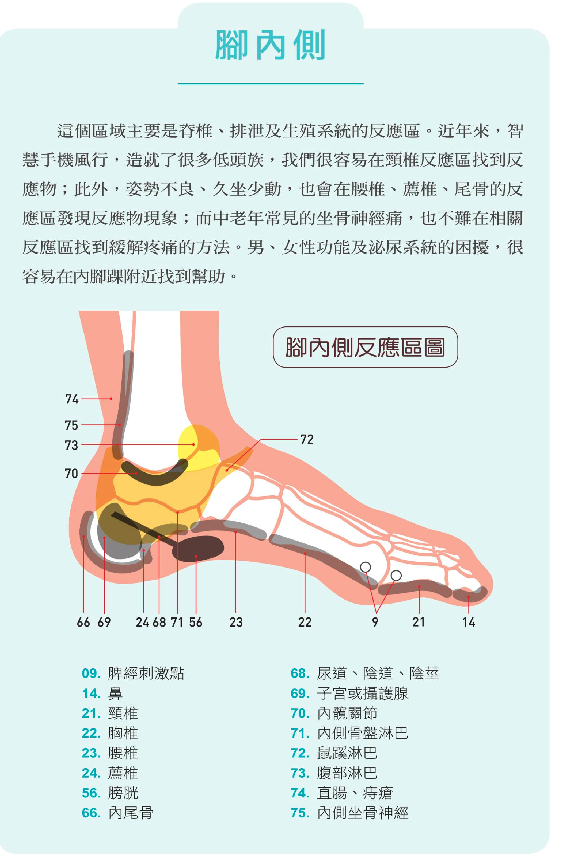 腳內側
這個區域主要是脊椎、排泄及生殖系統的反應區。近年來，智
慧手機風行，造就了很多低頭族，我們很容易在頸椎反應區找到反
應物；此外，姿勢不良、久坐少動，也會在腰椎、薦椎、尾骨的反
應區發現反應物現象；而中老年常見的坐骨神經痛，也不難在相關
反應區找到緩解疼痛的方法。男、女性功能及泌尿系統的困擾，很
容易在內腳踝附近找到幫助。
腳內側反應區圖
74
75
73
72
70
66 69 24 68 71 56 23 22 9 21 14
09. 脾經刺激點
14. 鼻
21. 頸椎
22. 胸椎
23. 腰椎
24. 薦椎
56. 膀胱
66. 內尾骨
68. 尿道、陰道、陰莖
69. 子宮或攝護腺
70. 內髖關節
71. 內側骨盤淋巴
72. 鼠蹊淋巴
73. 腹部淋巴
74. 直腸、痔瘡
75. 內側坐骨神經